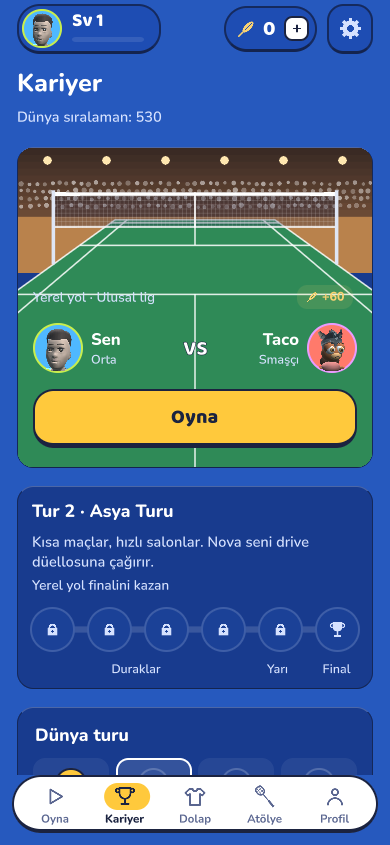 Sv 1
0
+
Kariyer
Dünya sıralaman: 530
Yerel yol · Ulusal lig
+60
Sen
Orta
VS
Taco
Smaşçı
Oyna
Tur 2 · Asya Turu
Kısa maçlar, hızlı salonlar. Nova seni drive
düellosuna çağırır.
Yerel yol finalini kazan
Duraklar
Yarı
Final
Dünya turu
Oyna
Kariyer
Dolap
Atölye
Profil